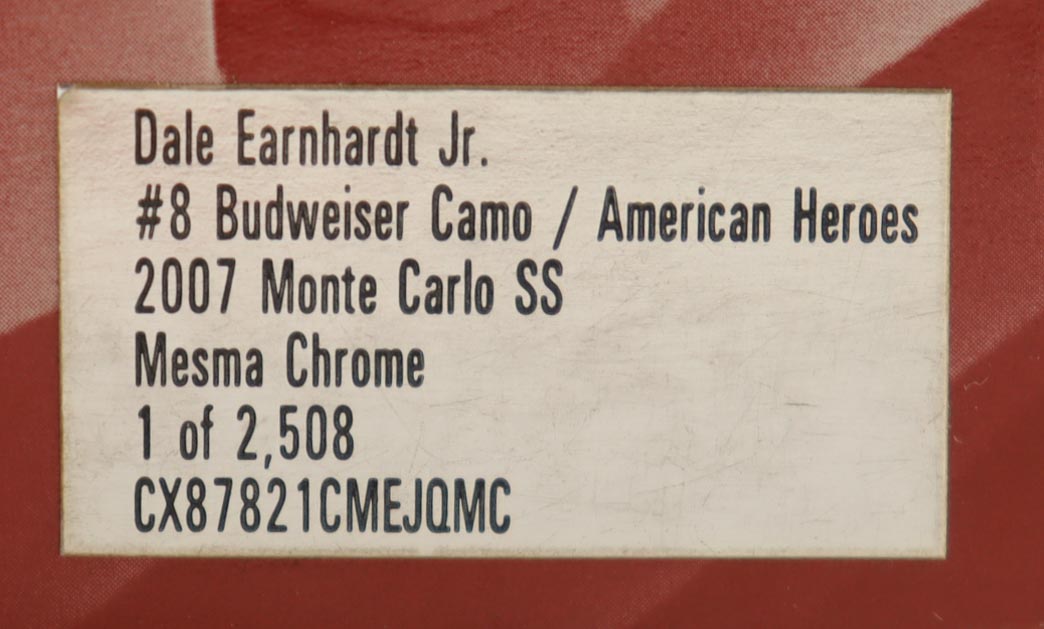 Dale Earnhardt Jr.
#8 Budweiser Camo / American Heroes
2007 Monte Carlo SS
Mesma Chrome
1 of 2,508
CX87821CMEJQMC